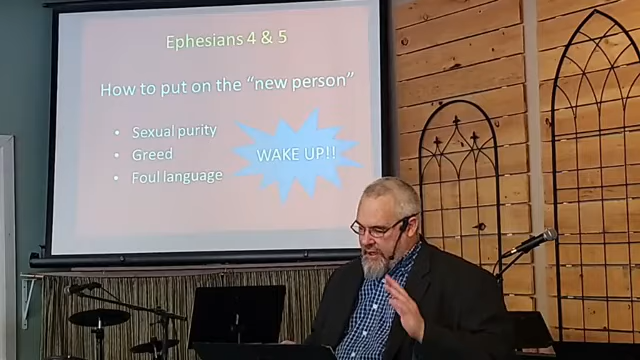 Ephesians 4 & 5
How to put on the “new person”
• Sexual purity
• Greed
• Foul language
WAKE UP!!